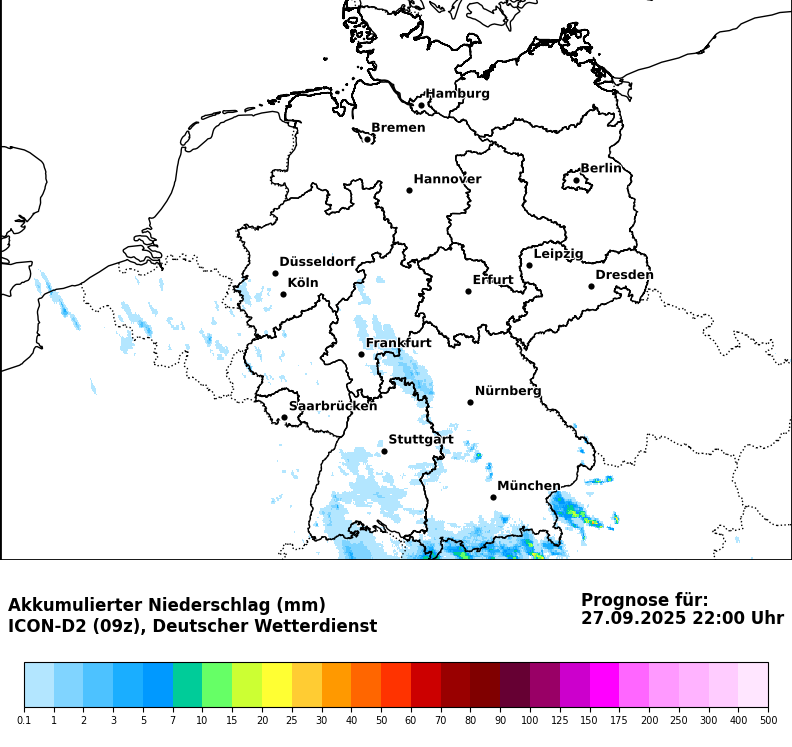 Hamburg
Bremen
Berlin
Hannover
Leipzig
Düsseldorf
Dresden
Köln
Erfurt
Frankfurt
Nürnberg
Saarbrücken
Stuttgart
München
Akkumulierter Niederschlag (mm)
ICON-D2 (09z), Deutscher Wetterdienst
Prognose für:
27.09.2025 22:00 Uhr
0.1 1 2 3 5 7 10 15 20 25 30 40 50 60 70 80 90 100 125 150 175 200 250 300 400 500